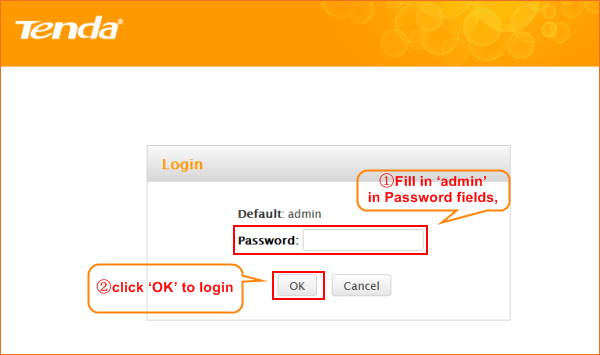 Tenda®
Login
①Fill in ‘admin’
in Password fields,
Default: admin
Password:
②click ‘OK’ to login
OK
Cancel